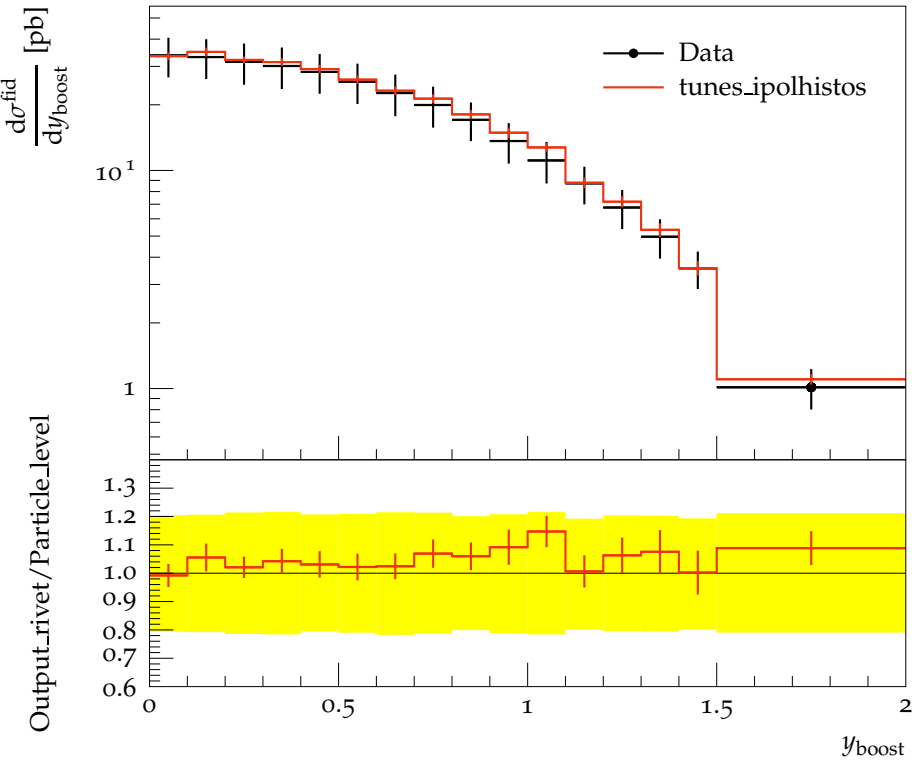 dσ^fid/dy_boost [pb]
Data
tunes_ipolhistos
10^1
1
Output_rivet/Particle_level
1.3
1.2
1.1
1.0
0.9
0.8
0.7
0.6
0 0.5 1 1.5 2
y_boost